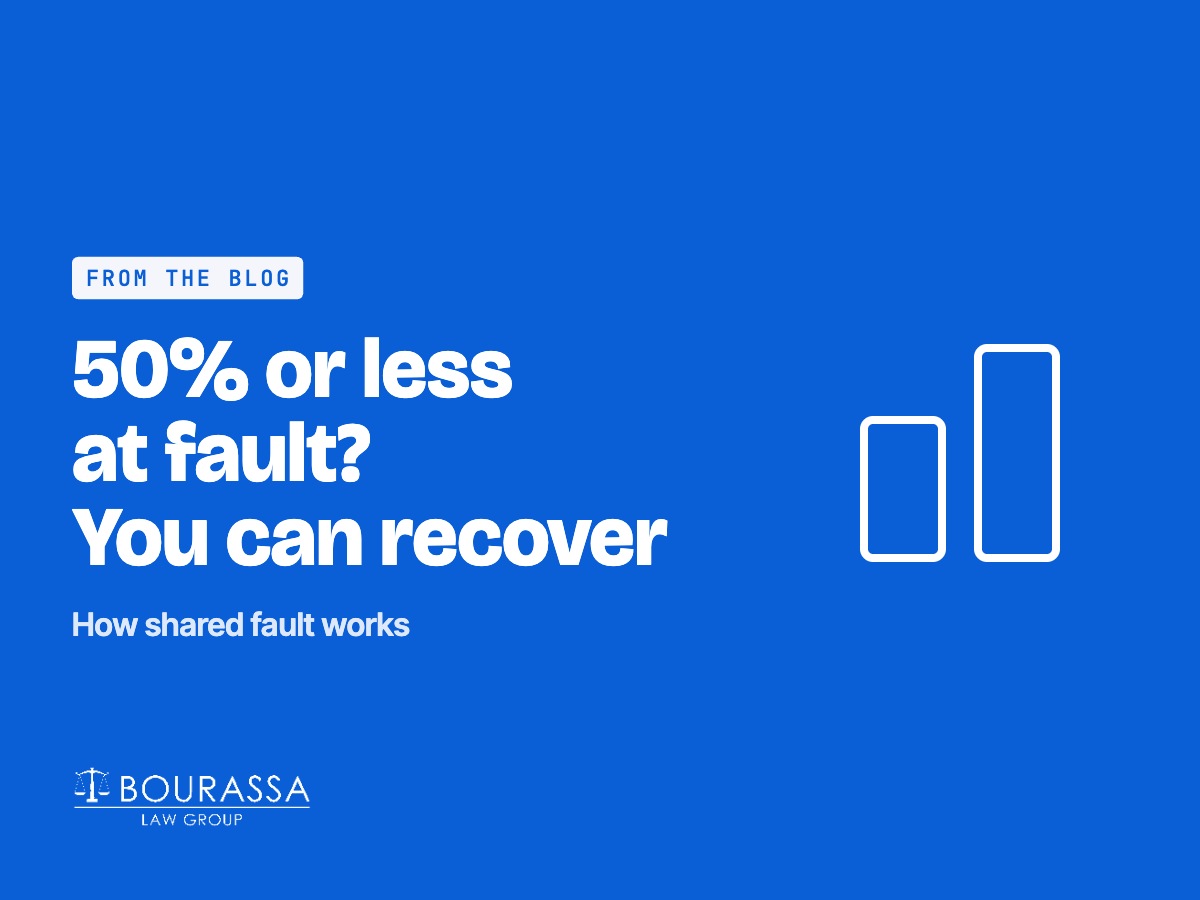 FROM THE BLOG
50% or less
at fault?
You can recover
How shared fault works
BOURASSA
LAW GROUP